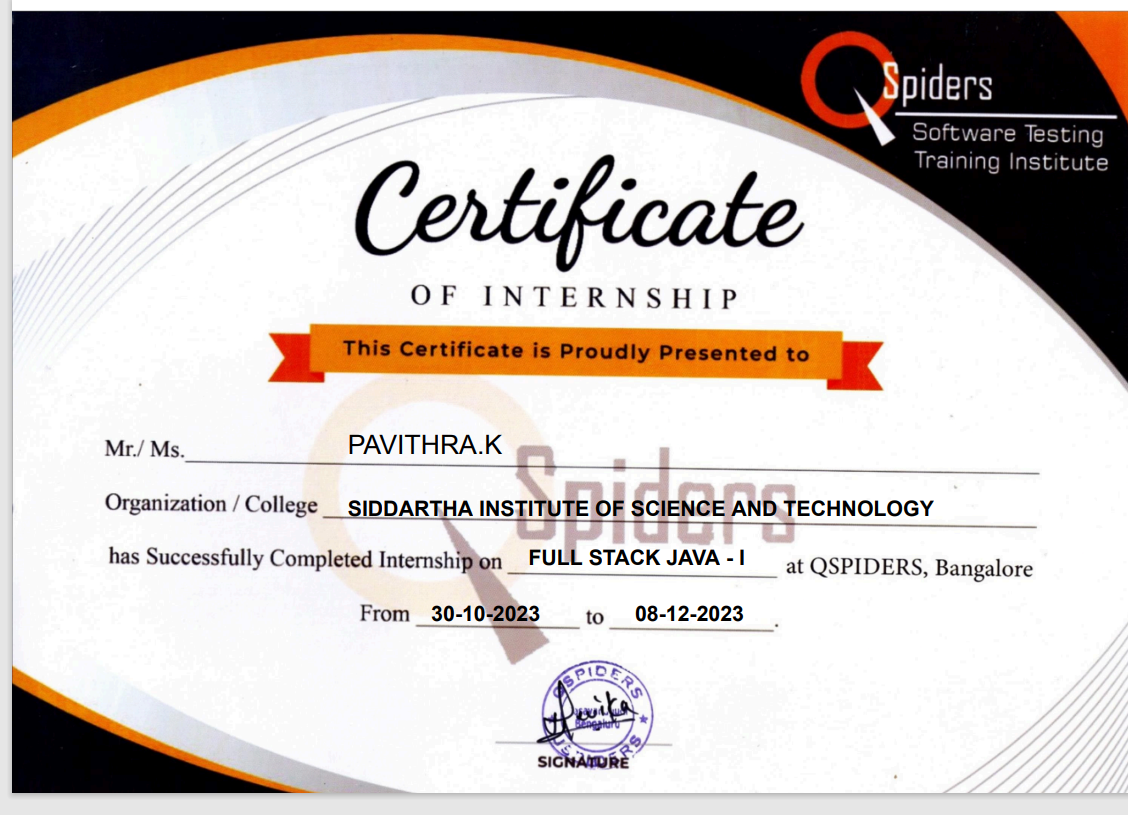 QSpiders
Software Testing
Training Institute
Certificate
OF INTERNSHIP
This Certificate is Proudly Presented to
Mr./ Ms. PAVITHRA.K
Spiders
Organization / College SIDDARTHA INSTITUTE OF SCIENCE AND TECHNOLOGY
has Successfully Completed Internship on FULL STACK JAVA - I at QSPIDERS, Bangalore
From 30-10-2023 to 08-12-2023.
QSPIDERS
Bengaluru
SIGNATURE